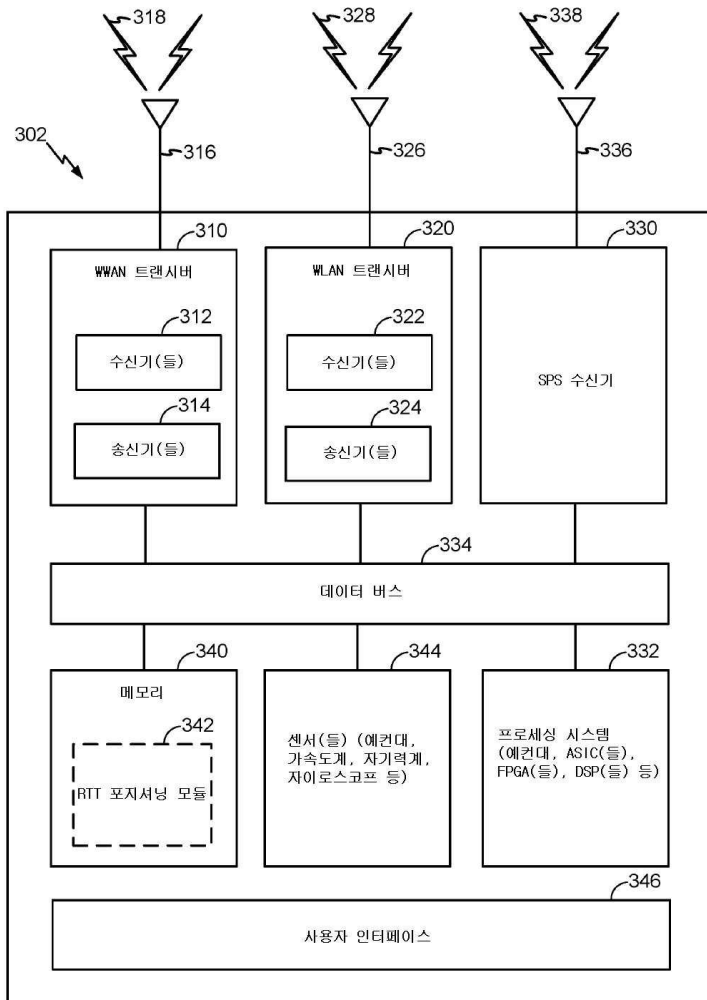 318
328
338
302
316
326
336
310
320
330
WWAN 트랜시버
WLAN 트랜시버
312
322
수신기(들)
수신기(들)
SPS 수신기
314
324
송신기(들)
송신기(들)
334
데이터 버스
340
344
332
메모리
342
RTT 포지셔닝 모듈
센서(들) (예컨대,
가속도계, 자기력계,
자이로스코프 등)
프로세싱 시스템
(예컨대, ASIC(들),
FPGA(들), DSP(들) 등)
346
사용자 인터페이스